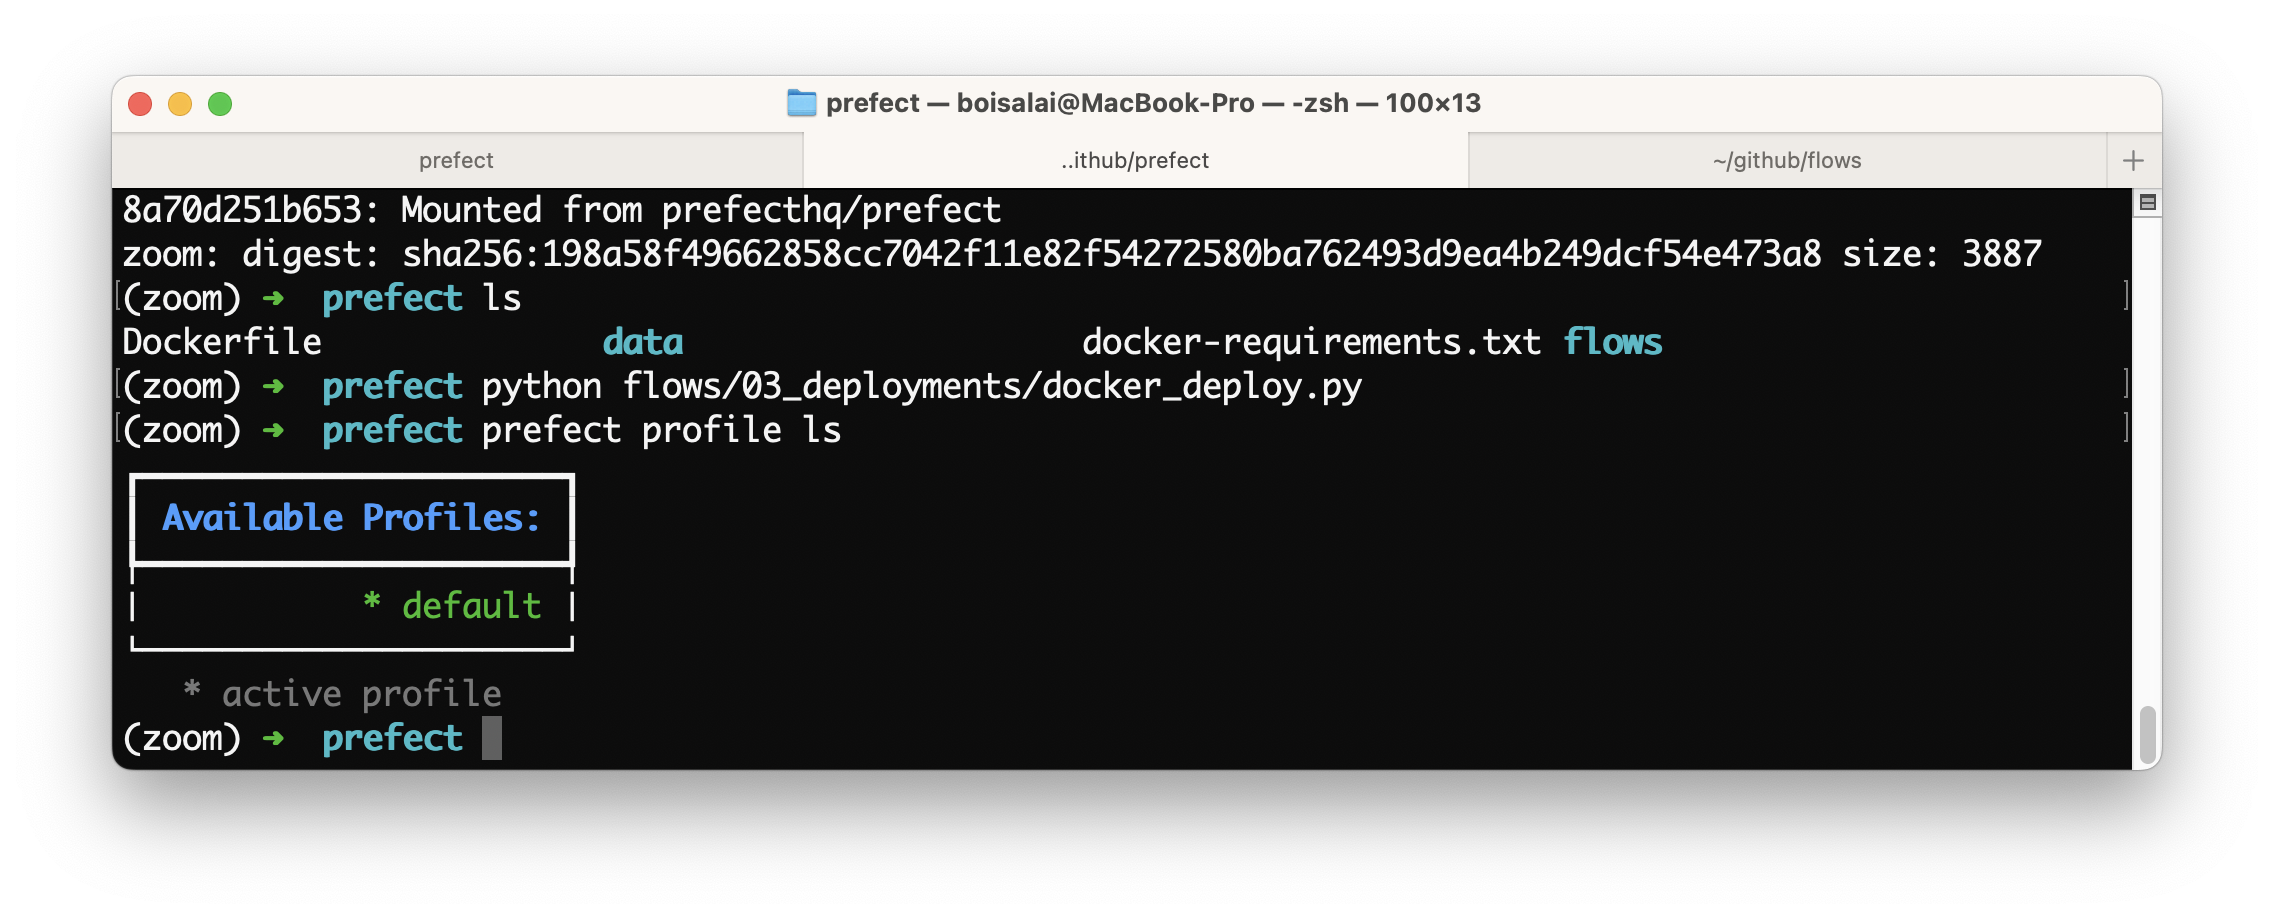 prefect — boisalai@MacBook-Pro — -zsh — 100×13
prefect ..ithub/prefect ~/github/flows +
8a70d251b653: Mounted from prefecthq/prefect
zoom: digest: sha256:198a58f49662858cc7042f11e82f54272580ba762493d9ea4b249dcf54e473a8 size: 3887
[(zoom) ➜  prefect ls ]
Dockerfile data docker-requirements.txt flows
[(zoom) ➜  prefect python flows/03_deployments/docker_deploy.py ]
[(zoom) ➜  prefect prefect profile ls ]
Available Profiles:
* default
* active profile
(zoom) ➜  prefect